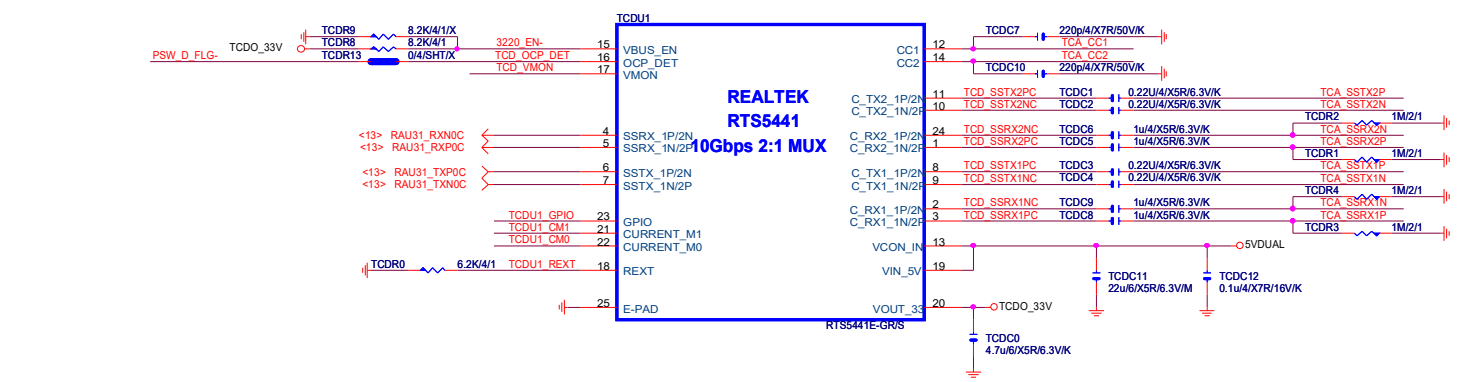 TCDU1
TCDR9 8.2K/4/1/X
TCDO_33V TCDR8 8.2K/4/1 3220_EN- 15 VBUS_EN
PSW_D_FLG- TCDR13 0/4/SHT/X TCD_OCP_DET 16 OCP_DET
TCD_VMON 17 VMON
REALTEK
RTS5441
10Gbps 2:1 MUX
<13> RAU31_RXN0C 4 SSRX_1P/2N
<13> RAU31_RXP0C 5 SSRX_1N/2P
<13> RAU31_TXP0C 6 SSTX_1P/2N
<13> RAU31_TXN0C 7 SSTX_1N/2P
TCDU1_GPIO 23 GPIO
TCDU1_CM1 21 CURRENT_M1
TCDU1_CM0 22 CURRENT_M0
TCDR0 6.2K/4/1 TCDU1_REXT 18 REXT
25 E-PAD
TCDC7 220p/4/X7R/50V/K
CC1 12 TCA_CC1
CC2 14 TCA_CC2
TCDC10 220p/4/X7R/50V/K
C_TX2_1P/2N 11 TCD_SSTX2PC TCDC1 0.22U/4/X5R/6.3V/K TCA_SSTX2P
C_TX2_1N/2P 10 TCD_SSTX2NC TCDC2 0.22U/4/X5R/6.3V/K TCA_SSTX2N
TCDR2 1M/2/1
C_RX2_1P/2N 24 TCD_SSRX2NC TCDC6 1u/4/X5R/6.3V/K TCA_SSRX2N
C_RX2_1N/2P 1 TCD_SSRX2PC TCDC5 1u/4/X5R/6.3V/K TCA_SSRX2P
TCDR1 1M/2/1
C_TX1_1P/2N 8 TCD_SSTX1PC TCDC3 0.22U/4/X5R/6.3V/K TCA_SSTX1P
C_TX1_1N/2P 9 TCD_SSTX1NC TCDC4 0.22U/4/X5R/6.3V/K TCA_SSTX1N
TCDR4 1M/2/1
C_RX1_1P/2N 2 TCD_SSRX1NC TCDC9 1u/4/X5R/6.3V/K TCA_SSRX1N
C_RX1_1N/2P 3 TCD_SSRX1PC TCDC8 1u/4/X5R/6.3V/K TCA_SSRX1P
TCDR3 1M/2/1
VCON_IN 13 5VDUAL
VIN_5V 19
TCDC11 TCDC12
22u/6/X5R/6.3V/M 0.1u/4/X7R/16V/K
VOUT_33 20 TCDO_33V
RTS5441E-GR/S
TCDC0
4.7u/6/X5R/6.3V/K